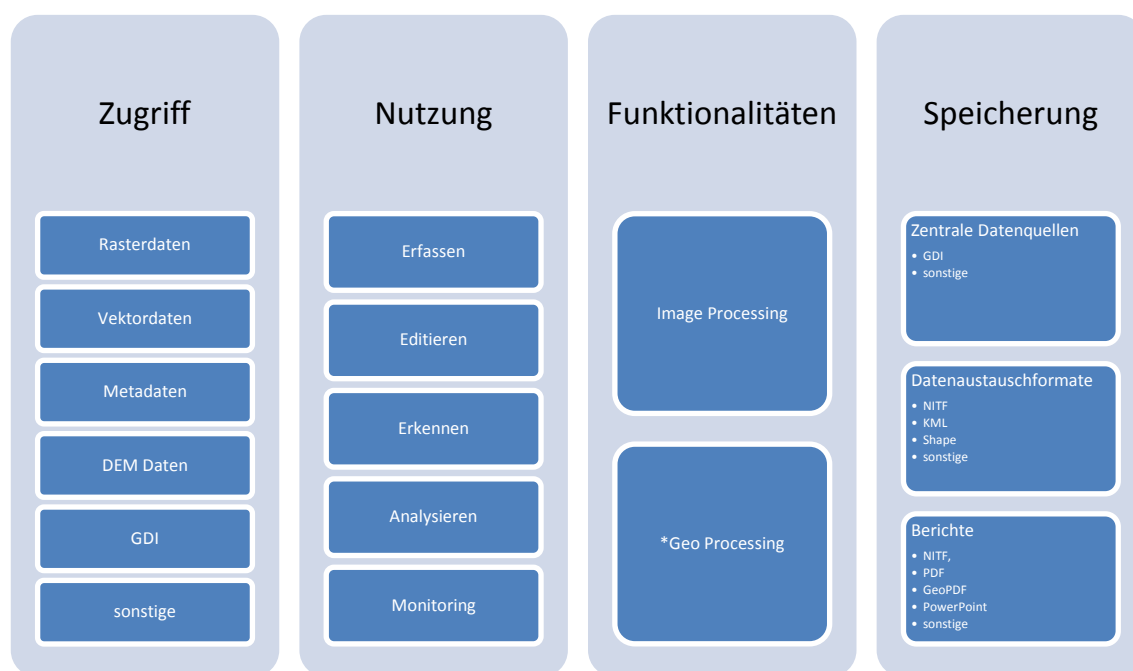 Zugriff
Rasterdaten
Vektordaten
Metadaten
DEM Daten
GDI
sonstige
Nutzung
Erfassen
Editieren
Erkennen
Analysieren
Monitoring
Funktionalitäten
Image Processing
*Geo Processing
Speicherung
Zentrale Datenquellen
• GDI
• sonstige
Datenaustauschformate
• NITF
• KML
• Shape
• sonstige
Berichte
• NITF,
• PDF
• GeoPDF
• PowerPoint
• sonstige